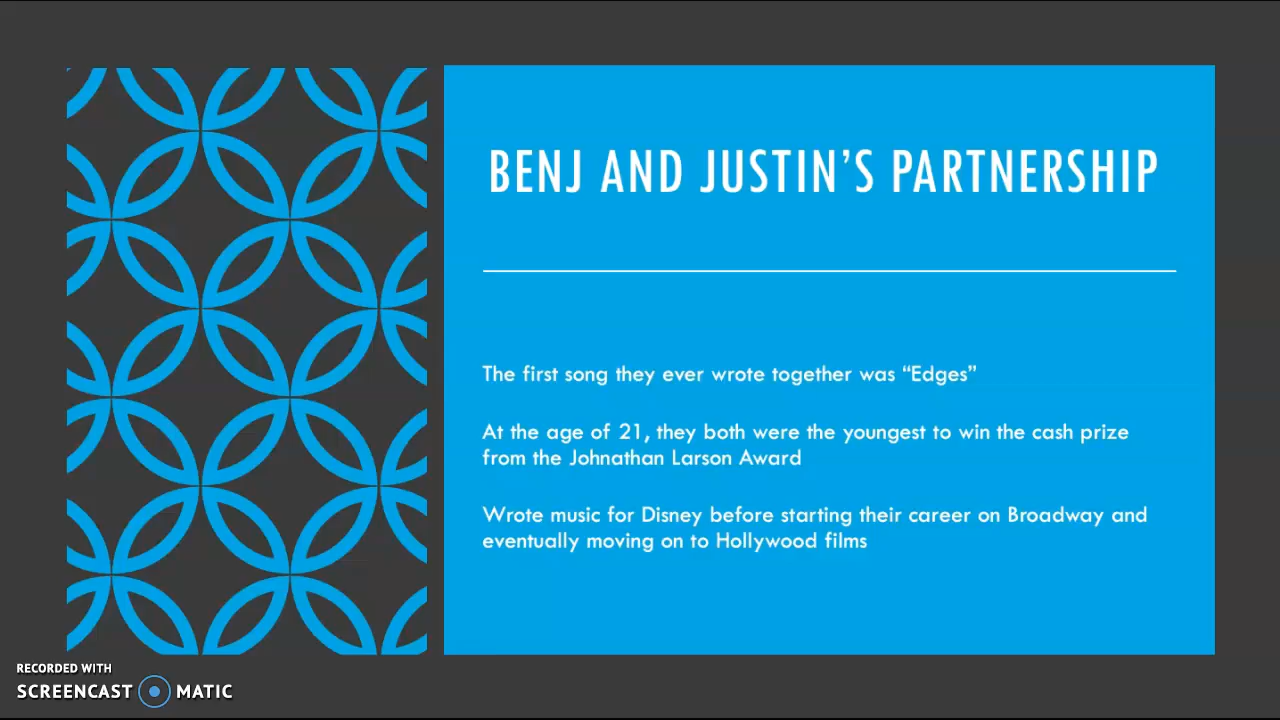 BENJ AND JUSTIN’S PARTNERSHIP
The first song they ever wrote together was “Edges”
At the age of 21, they both were the youngest to win the cash prize
from the Johnathan Larson Award
Wrote music for Disney before starting their career on Broadway and
eventually moving on to Hollywood films
RECORDED WITH
SCREENCAST MATIC